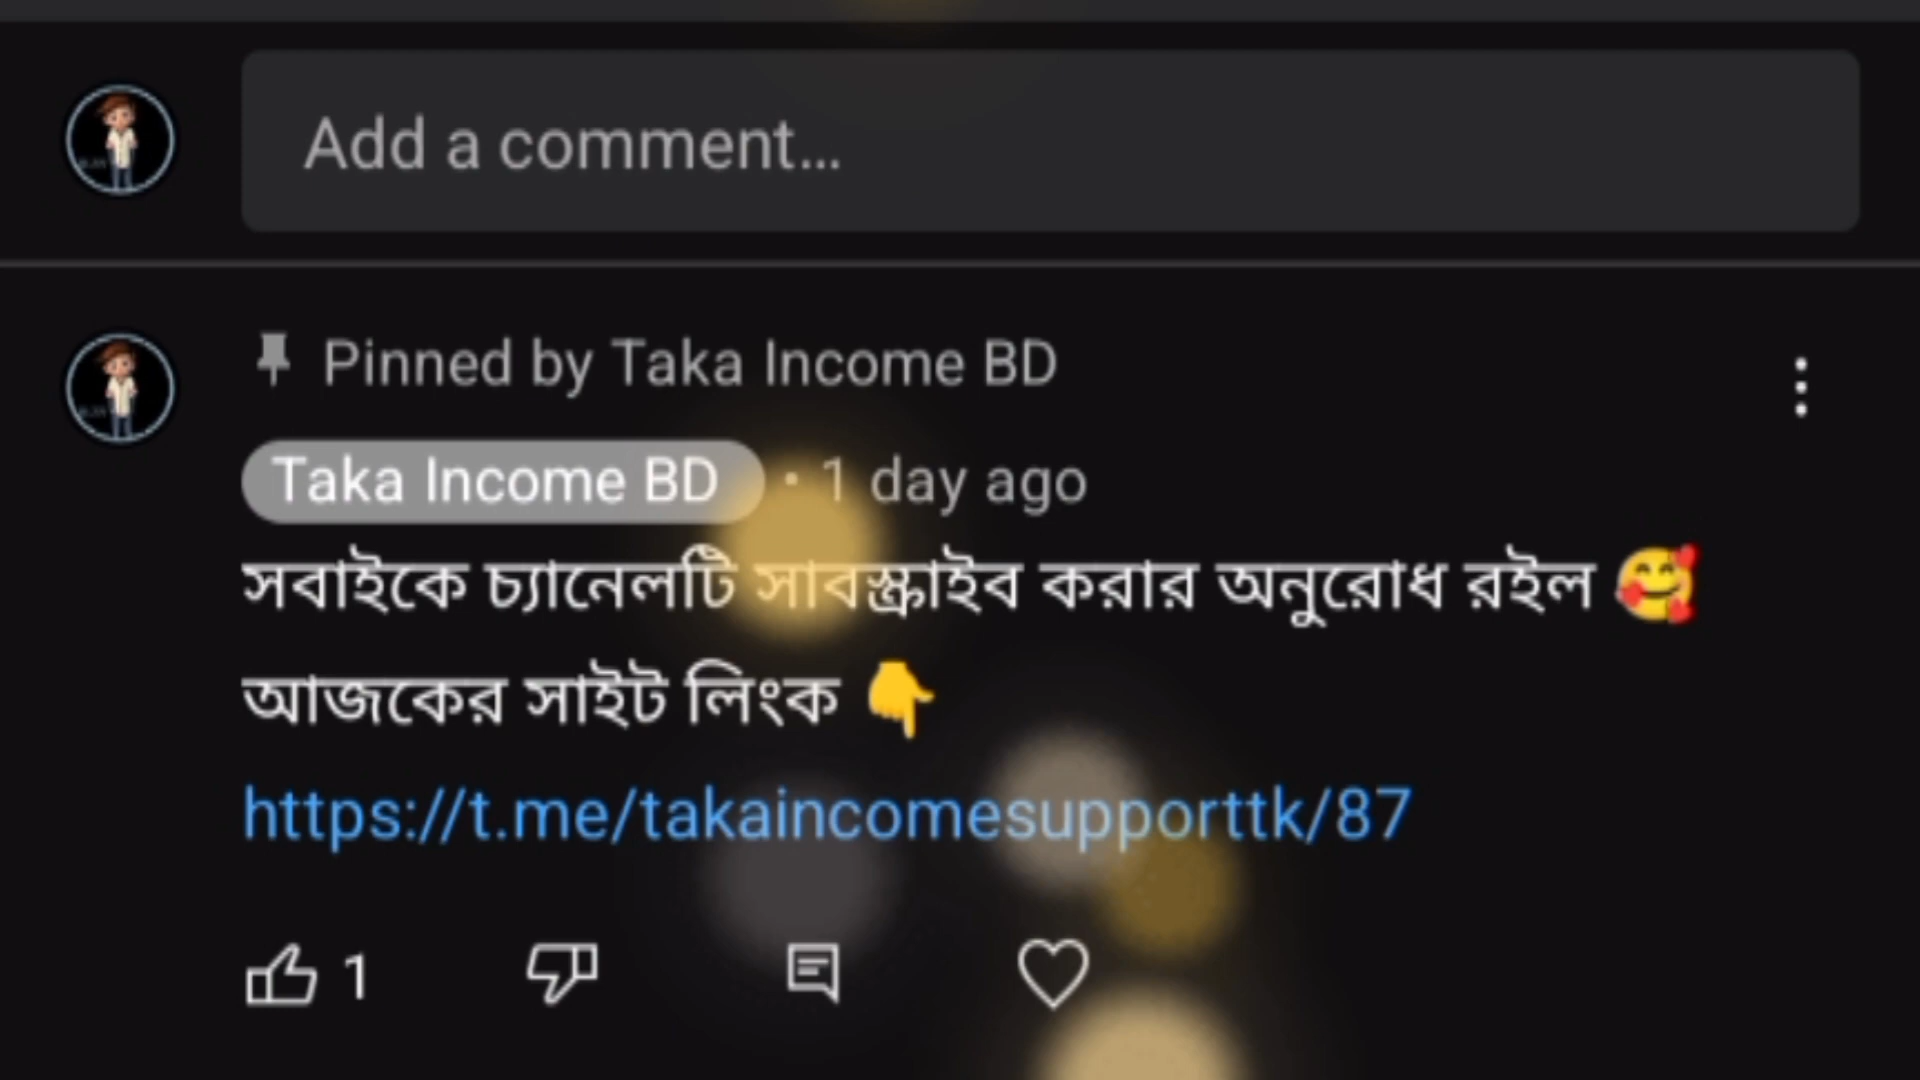 Add a comment...
Pinned by Taka Income BD
Taka Income BD · 1 day ago
সবাইকে চ্যানেলটি সাবস্ক্রাইব করার অনুরোধ রইল 🥰
আজকের সাইট লিংক 👇
https://t.me/takaincomesupporttk/87
1